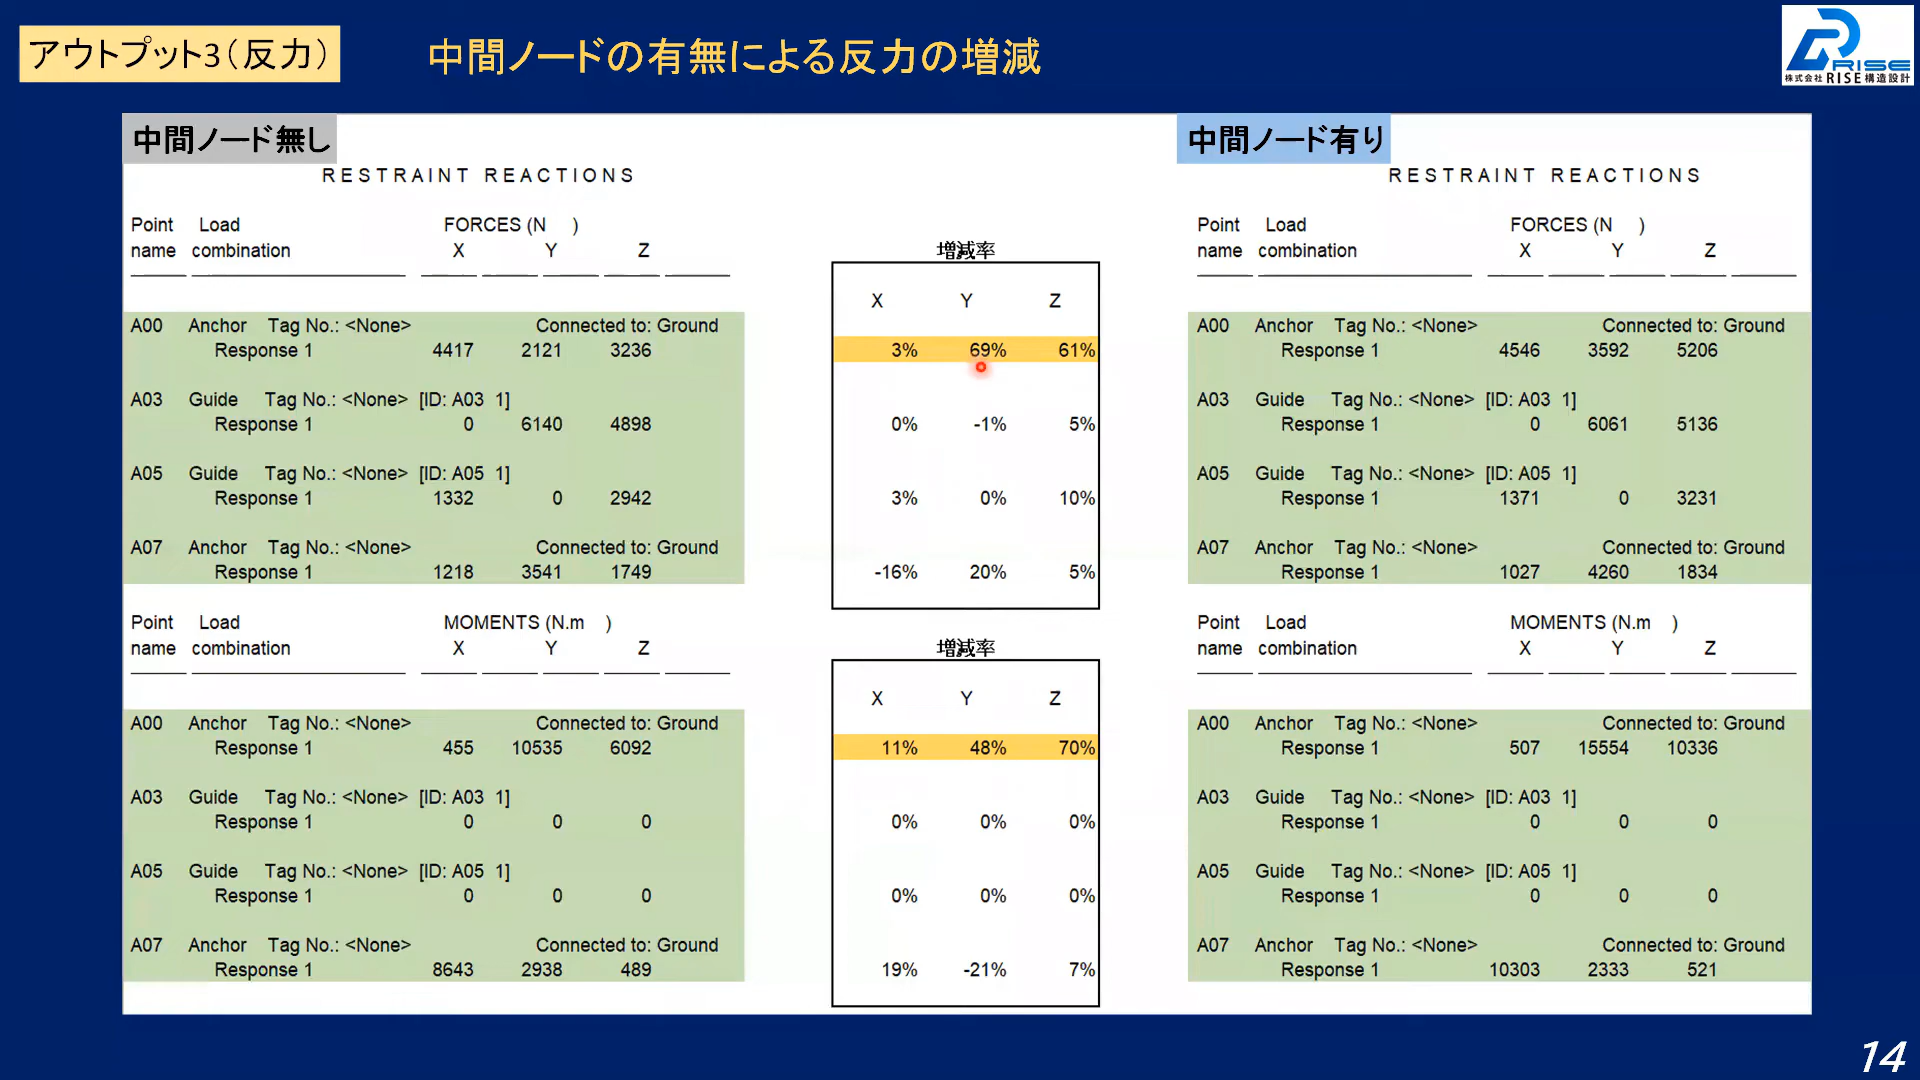 アウトプット3（反力）
中間ノードの有無による反力の増減
RISE
株式会社RISE構造設計
中間ノード無し
RESTRAINT REACTIONS
Point Load FORCES (N )
name combination X Y Z
A00 Anchor Tag No.: <None> Connected to: Ground
Response 1 4417 2121 3236
A03 Guide Tag No.: <None> [ID: A03 1]
Response 1 0 6140 4898
A05 Guide Tag No.: <None> [ID: A05 1]
Response 1 1332 0 2942
A07 Anchor Tag No.: <None> Connected to: Ground
Response 1 1218 3541 1749
Point Load MOMENTS (N.m )
name combination X Y Z
A00 Anchor Tag No.: <None> Connected to: Ground
Response 1 455 10535 6092
A03 Guide Tag No.: <None> [ID: A03 1]
Response 1 0 0 0
A05 Guide Tag No.: <None> [ID: A05 1]
Response 1 0 0 0
A07 Anchor Tag No.: <None> Connected to: Ground
Response 1 8643 2938 489
増減率
X Y Z
3% 69% 61%
0% -1% 5%
3% 0% 10%
-16% 20% 5%
増減率
X Y Z
11% 48% 70%
0% 0% 0%
0% 0% 0%
19% -21% 7%
中間ノード有り
RESTRAINT REACTIONS
Point Load FORCES (N )
name combination X Y Z
A00 Anchor Tag No.: <None> Connected to: Ground
Response 1 4546 3592 5206
A03 Guide Tag No.: <None> [ID: A03 1]
Response 1 0 6061 5136
A05 Guide Tag No.: <None> [ID: A05 1]
Response 1 1371 0 3231
A07 Anchor Tag No.: <None> Connected to: Ground
Response 1 1027 4260 1834
Point Load MOMENTS (N.m )
name combination X Y Z
A00 Anchor Tag No.: <None> Connected to: Ground
Response 1 507 15554 10336
A03 Guide Tag No.: <None> [ID: A03 1]
Response 1 0 0 0
A05 Guide Tag No.: <None> [ID: A05 1]
Response 1 0 0 0
A07 Anchor Tag No.: <None> Connected to: Ground
Response 1 10303 2333 521
14